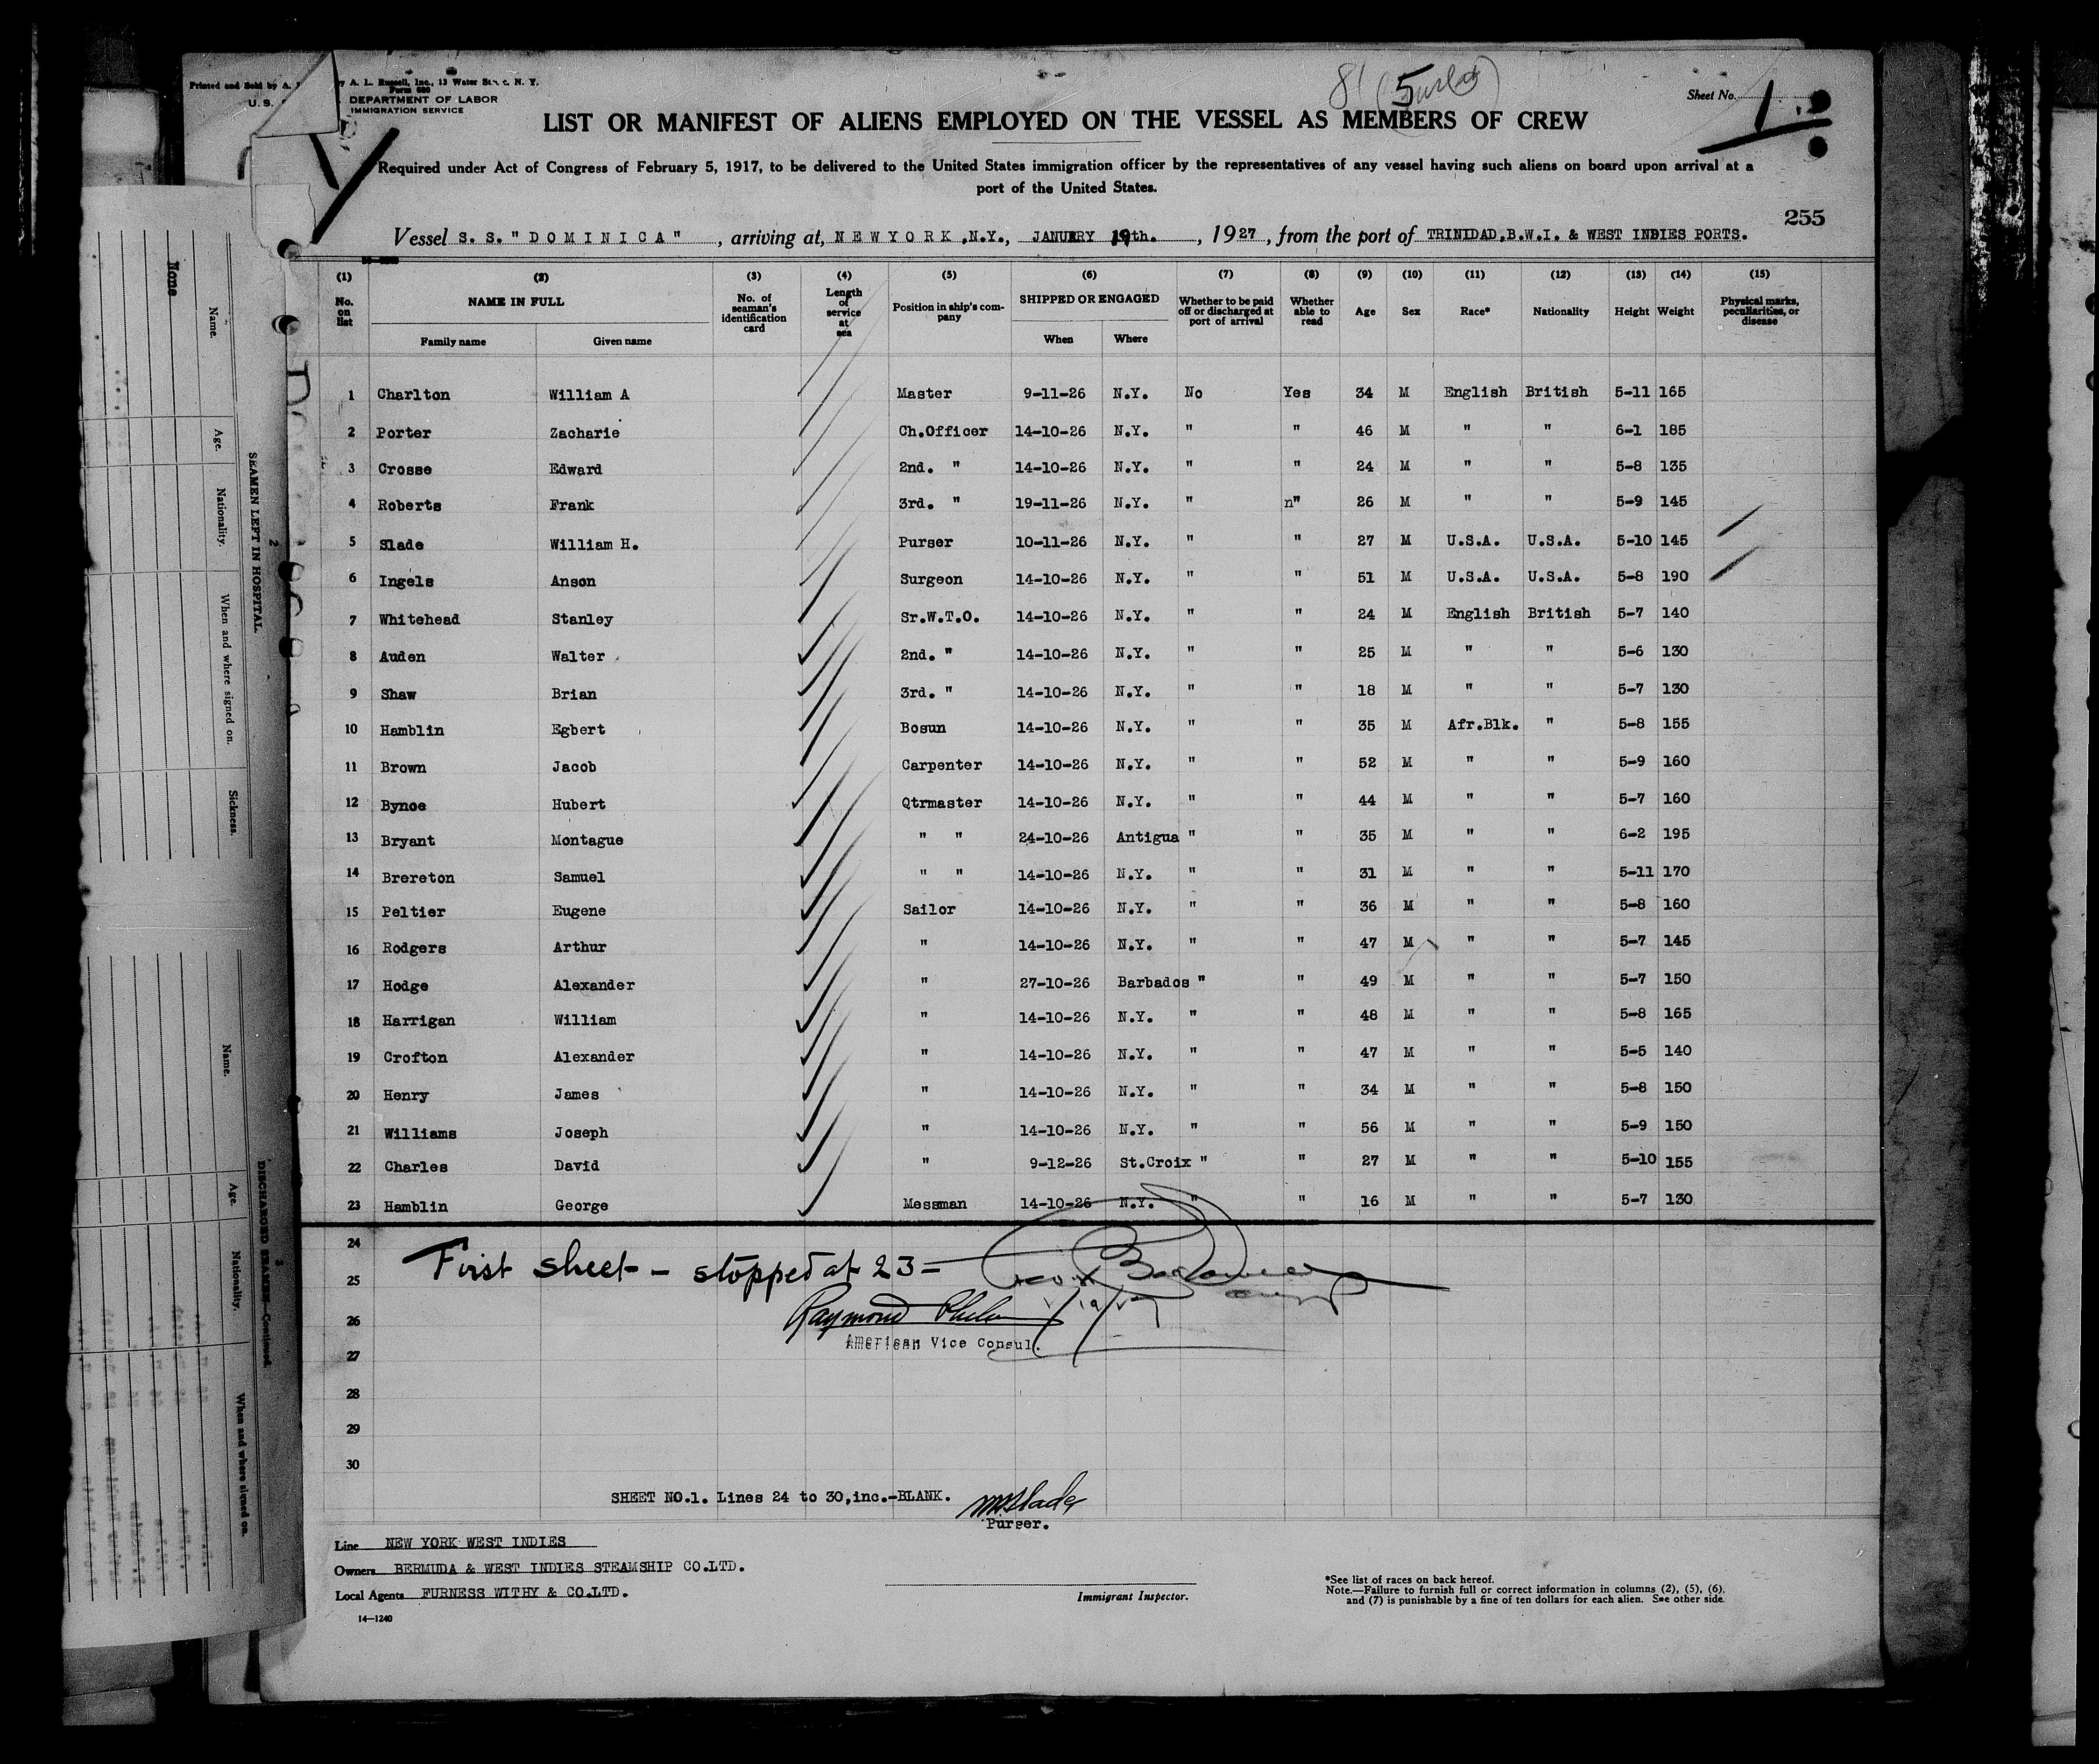 Printed and Sold by A.
y A. L. Russell, Inc., 13 Water St., N. Y.
Form 680
U.S. DEPARTMENT OF LABOR
IMMIGRATION SERVICE
81 (5
Sheet No. 1.
LIST OR MANIFEST OF ALIENS EMPLOYED ON THE VESSEL AS MEMBERS OF CREW
Required under Act of Congress of February 5, 1917, to be delivered to the United States immigration officer by the representatives of any vessel having such aliens on board upon arrival at a
port of the United States.
255
Vessel S. S. " D O M I N I C A " , arriving at, N E W Y O R K ,N.Y., JANUARY 19th. , 1927 , from the port of TRINIDAD,B.W.I. & WEST INDIES PORTS.
(1) (2) (3) (4) (5) (6) (7) (8) (9) (10) (11) (12) (13) (14) (15)
No. on list NAME IN FULL Family name Given name No. of seaman's identification card Length of service at sea Position in ship's company SHIPPED OR ENGAGED When Where Whether to be paid off or discharged at port of arrival Whether able to read Age Sex Race* Nationality Height Weight Physical marks, peculiarities, or disease
1 Charlton William A Master 9-11-26 N.Y. No Yes 34 M English British 5-11 165
2 Porter Zacharie Ch.Officer 14-10-26 N.Y. " " 46 M " " 6-1 185
3 Crosse Edward 2nd. " 14-10-26 N.Y. " " 24 M " " 5-8 135
4 Roberts Frank 3rd. " 19-11-26 N.Y. " n" 26 M " " 5-9 145
5 Slade William H. Purser 10-11-26 N.Y. " " 27 M U.S.A. U.S.A. 5-10 145
6 Ingels Anson Surgeon 14-10-26 N.Y. " " 51 M U.S.A. U.S.A. 5-8 190
7 Whitehead Stanley Sr.W.T.O. 14-10-26 N.Y. " " 24 M English British 5-7 140
8 Auden Walter 2nd. " 14-10-26 N.Y. " " 25 M " " 5-6 130
9 Shaw Brian 3rd. " 14-10-26 N.Y. " " 18 M " " 5-7 130
10 Hamblin Egbert Bosun 14-10-26 N.Y. " " 35 M Afr.Blk. " 5-8 155
11 Brown Jacob Carpenter 14-10-26 N.Y. " " 52 M " " 5-9 160
12 Bynoe Hubert Qtrmaster 14-10-26 N.Y. " " 44 M " " 5-7 160
13 Bryant Montague " " 24-10-26 Antigua " " 35 M " " 6-2 195
14 Brereton Samuel " " 14-10-26 N.Y. " " 31 M " " 5-11 170
15 Peltier Eugene Sailor 14-10-26 N.Y. " " 36 M " " 5-8 160
16 Rodgers Arthur " 14-10-26 N.Y. " " 47 M " " 5-7 145
17 Hodge Alexander " 27-10-26 Barbados " " 49 M " " 5-7 150
18 Harrigan William " 14-10-26 N.Y. " " 48 M " " 5-8 165
19 Crofton Alexander " 14-10-26 N.Y. " " 47 M " " 5-5 140
20 Henry James " 14-10-26 N.Y. " " 34 M " " 5-8 150
21 Williams Joseph " 14-10-26 N.Y. " " 56 M " " 5-9 150
22 Charles David " 9-12-26 St.Croix " " 27 M " " 5-10 155
23 Hamblin George Messman 14-10-26 N.Y. " " 16 M " " 5-7 130
24
First sheet - stopped at 23 -
25
26
Raymond
American Vice Consul.
27
28
29
30
SHEET NO.1. Lines 24 to 30,inc.-BLANK.
WHSlade
Purser.
Line NEW YORK WEST INDIES
Owners BERMUDA & WEST INDIES STEAMSHIP CO.LTD.
Local Agents FURNESS WITHY & CO.LTD.
14—1240
Immigrant Inspector.
*See list of races on back hereof.
Note.—Failure to furnish full or correct information in columns (2), (5), (6),
and (7) is punishable by a fine of ten dollars for each alien. See other side.
2
SEAMEN LEFT IN HOSPITAL.
Name. Age. Nationality. When and where signed on. Sickness.
Home
3
DISCHARGED SEAMEN—Continued.
Name. Age. Nationality. When and where signed on.